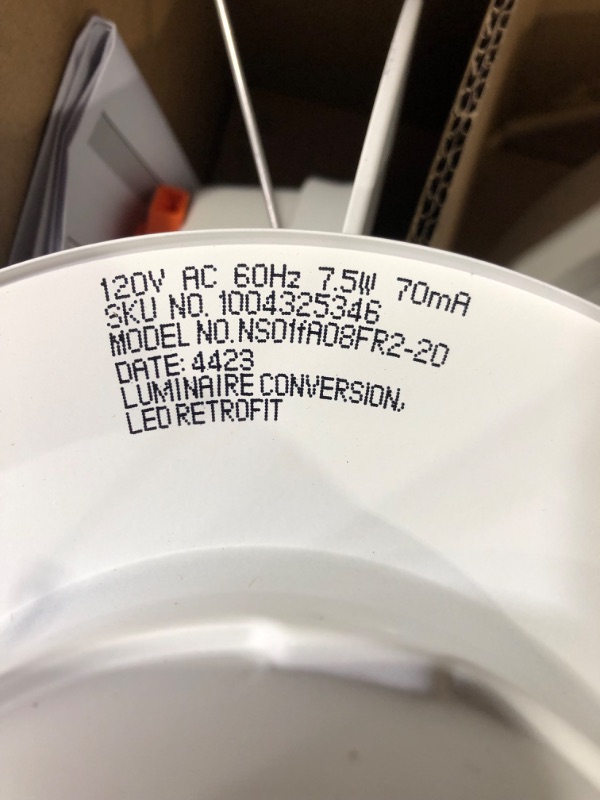 120V AC 60Hz 7.5W 70mA
SKU NO. 1004325346
MODEL NO.NS01fA08FR2-20
DATE: 4423
LUMINAIRE CONVERSION,
LED RETROFIT